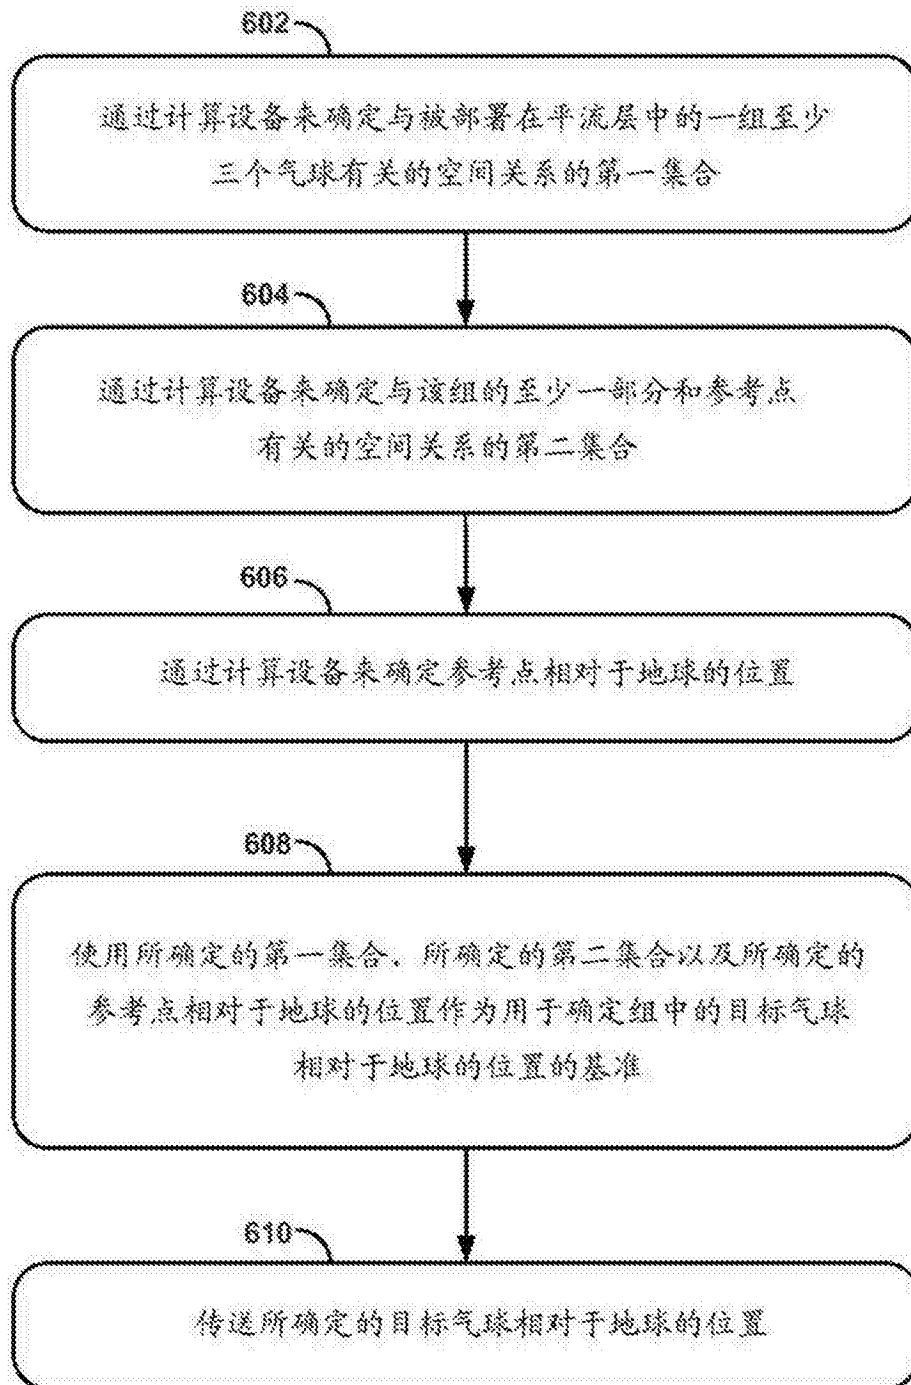 602
通过计算设备来确定与被部署在平流层中的一组至少
三个气球有关的空间关系的第一集合
604
通过计算设备来确定与该组的至少一部分和参考点
有关的空间关系的第二集合
606
通过计算设备来确定参考点相对于地球的位置
608
使用所确定的第一集合、所确定的第二集合以及所确定的
参考点相对于地球的位置作为用于确定组中的目标气球
相对于地球的位置的基准
610
传送所确定的目标气球相对于地球的位置